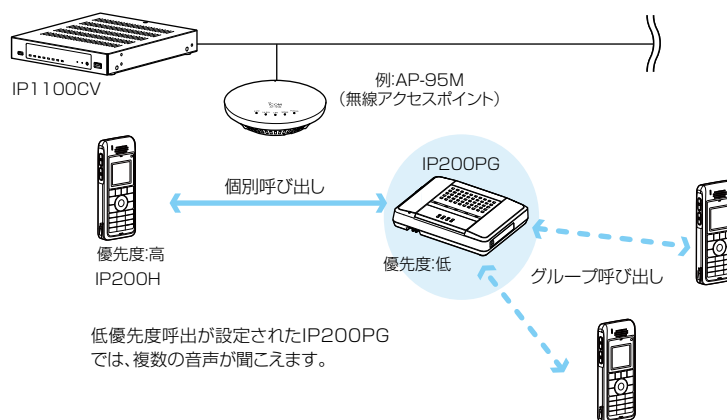 IP1100CV
例:AP-95M
（無線アクセスポイント）
IP200PG
個別呼び出し
優先度:高
IP200H
優先度:低
グループ呼び出し
低優先度呼出が設定されたIP200PG
では、複数の音声が聞こえます。